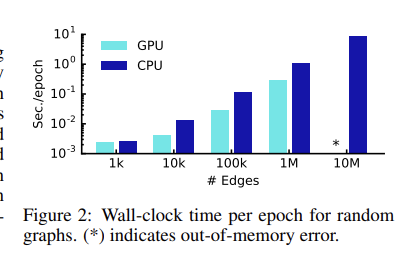 10¹
10⁰
10⁻¹
10⁻²
10⁻³
Sec./epoch
GPU
CPU
*
1k 10k 100k 1M 10M
# Edges
Figure 2: Wall-clock time per epoch for random
graphs. (*) indicates out-of-memory error.